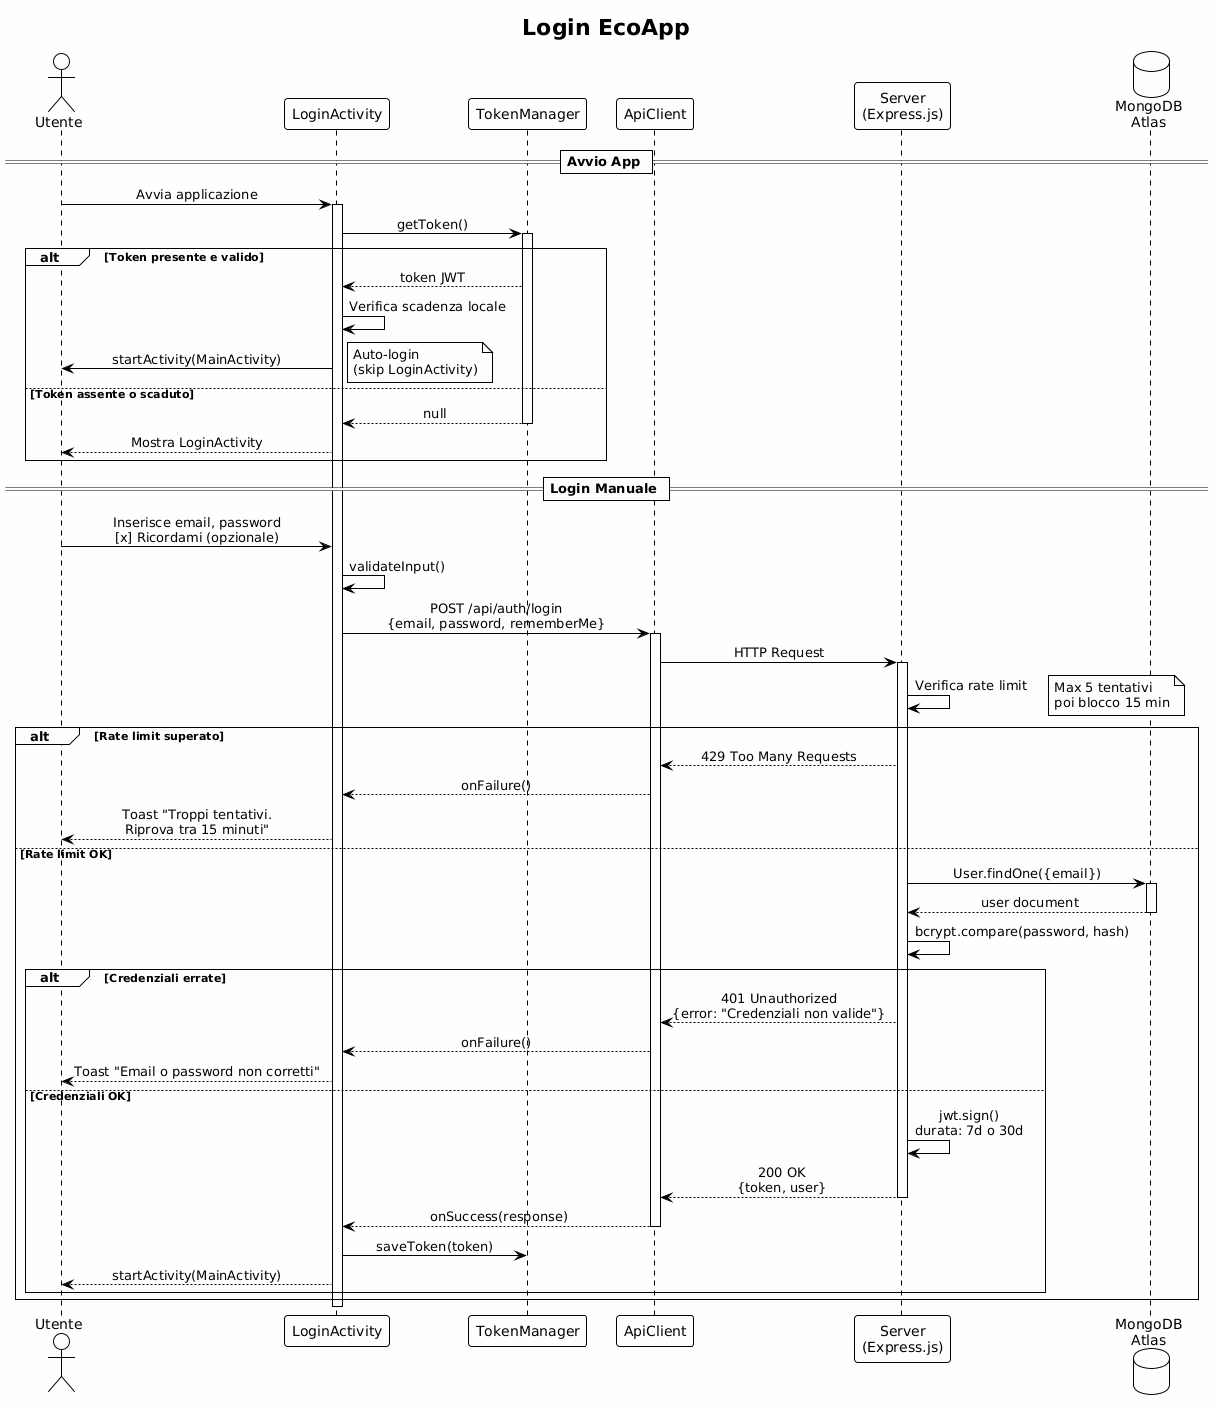 Login EcoApp
Utente
LoginActivity
TokenManager
ApiClient
Server
(Express.js)
MongoDB
Atlas
Avvio App
Avvia applicazione
getToken()
alt
[Token presente e valido]
token JWT
Verifica scadenza locale
startActivity(MainActivity)
Auto-login
(skip LoginActivity)
[Token assente o scaduto]
null
Mostra LoginActivity
Login Manuale
Inserisce email, password
[x] Ricordami (opzionale)
validateInput()
POST /api/auth/login
{email, password, rememberMe}
HTTP Request
Verifica rate limit
Max 5 tentativi
poi blocco 15 min
alt
[Rate limit superato]
429 Too Many Requests
onFailure()
Toast "Troppi tentativi.
Riprova tra 15 minuti"
[Rate limit OK]
User.findOne({email})
user document
bcrypt.compare(password, hash)
alt
[Credenziali errate]
401 Unauthorized
{error: "Credenziali non valide"}
onFailure()
Toast "Email o password non corretti"
[Credenziali OK]
jwt.sign()
durata: 7d o 30d
200 OK
{token, user}
onSuccess(response)
saveToken(token)
startActivity(MainActivity)
Utente
LoginActivity
TokenManager
ApiClient
Server
(Express.js)
MongoDB
Atlas